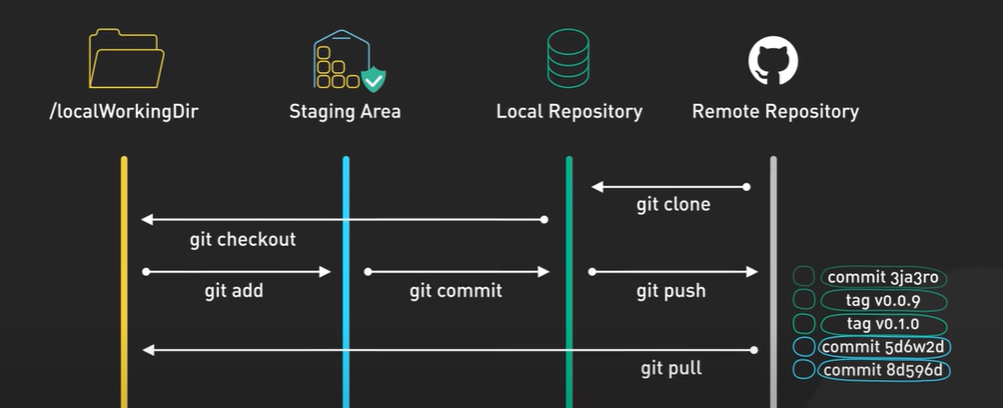 /localWorkingDir
Staging Area
Local Repository
Remote Repository
git clone
git checkout
git add
git commit
git push
commit 3ja3ro
tag v0.0.9
tag v0.1.0
commit 5d6w2d
git pull
commit 8d596d